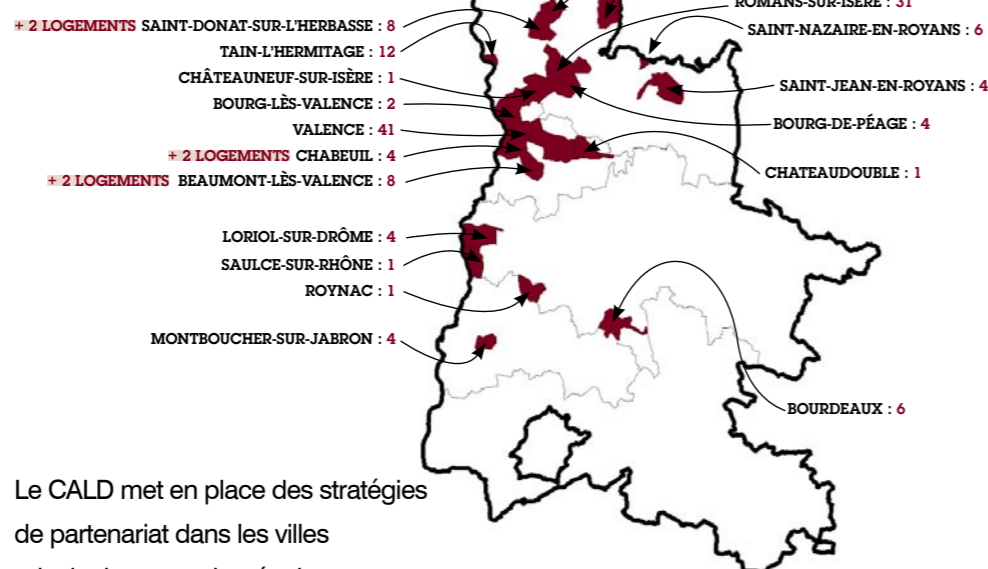 ROMANS-SUR-ISÈRE : 31
+ 2 LOGEMENTS SAINT-DONAT-SUR-L'HERBASSE : 8
SAINT-NAZAIRE-EN-ROYANS : 6
TAIN-L'HERMITAGE : 12
CHÂTEAUNEUF-SUR-ISÈRE : 1
SAINT-JEAN-EN-ROYANS : 4
BOURG-LÈS-VALENCE : 2
BOURG-DE-PÉAGE : 4
VALENCE : 41
+ 2 LOGEMENTS CHABEUIL : 4
CHATEAUDOUBLE : 1
+ 2 LOGEMENTS BEAUMONT-LÈS-VALENCE : 8
LORIOL-SUR-DRÔME : 4
SAULCE-SUR-RHÔNE : 1
ROYNAC : 1
MONTBOUCHER-SUR-JABRON : 4
BOURDEAUX : 6
Le CALD met en place des stratégies
de partenariat dans les villes